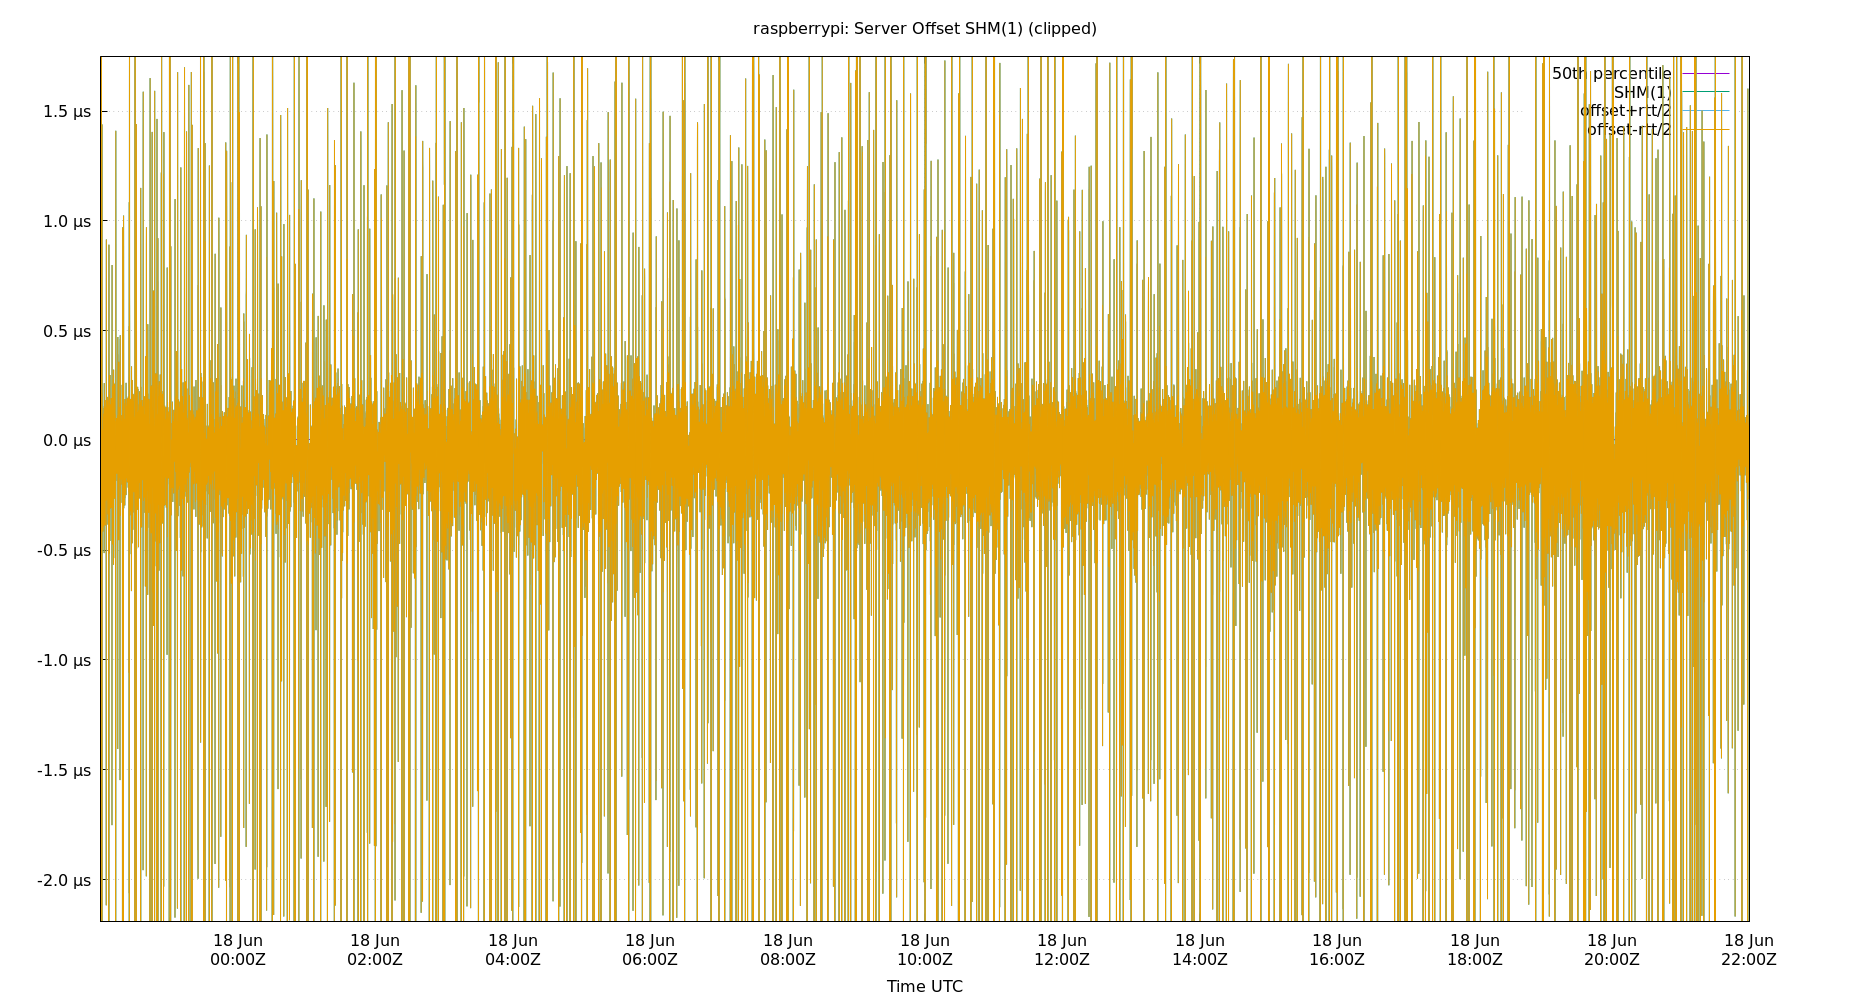 raspberrypi: Server Offset SHM(1) (clipped)
50th percentile
SHM(1)
offset+rtt/2
offset-rtt/2
1.5 µs
1.0 µs
0.5 µs
0.0 µs
-0.5 µs
-1.0 µs
-1.5 µs
-2.0 µs
18 Jun 18 Jun 18 Jun 18 Jun 18 Jun 18 Jun 18 Jun 18 Jun 18 Jun 18 Jun 18 Jun 18 Jun
00:00Z 02:00Z 04:00Z 06:00Z 08:00Z 10:00Z 12:00Z 14:00Z 16:00Z 18:00Z 20:00Z 22:00Z
Time UTC